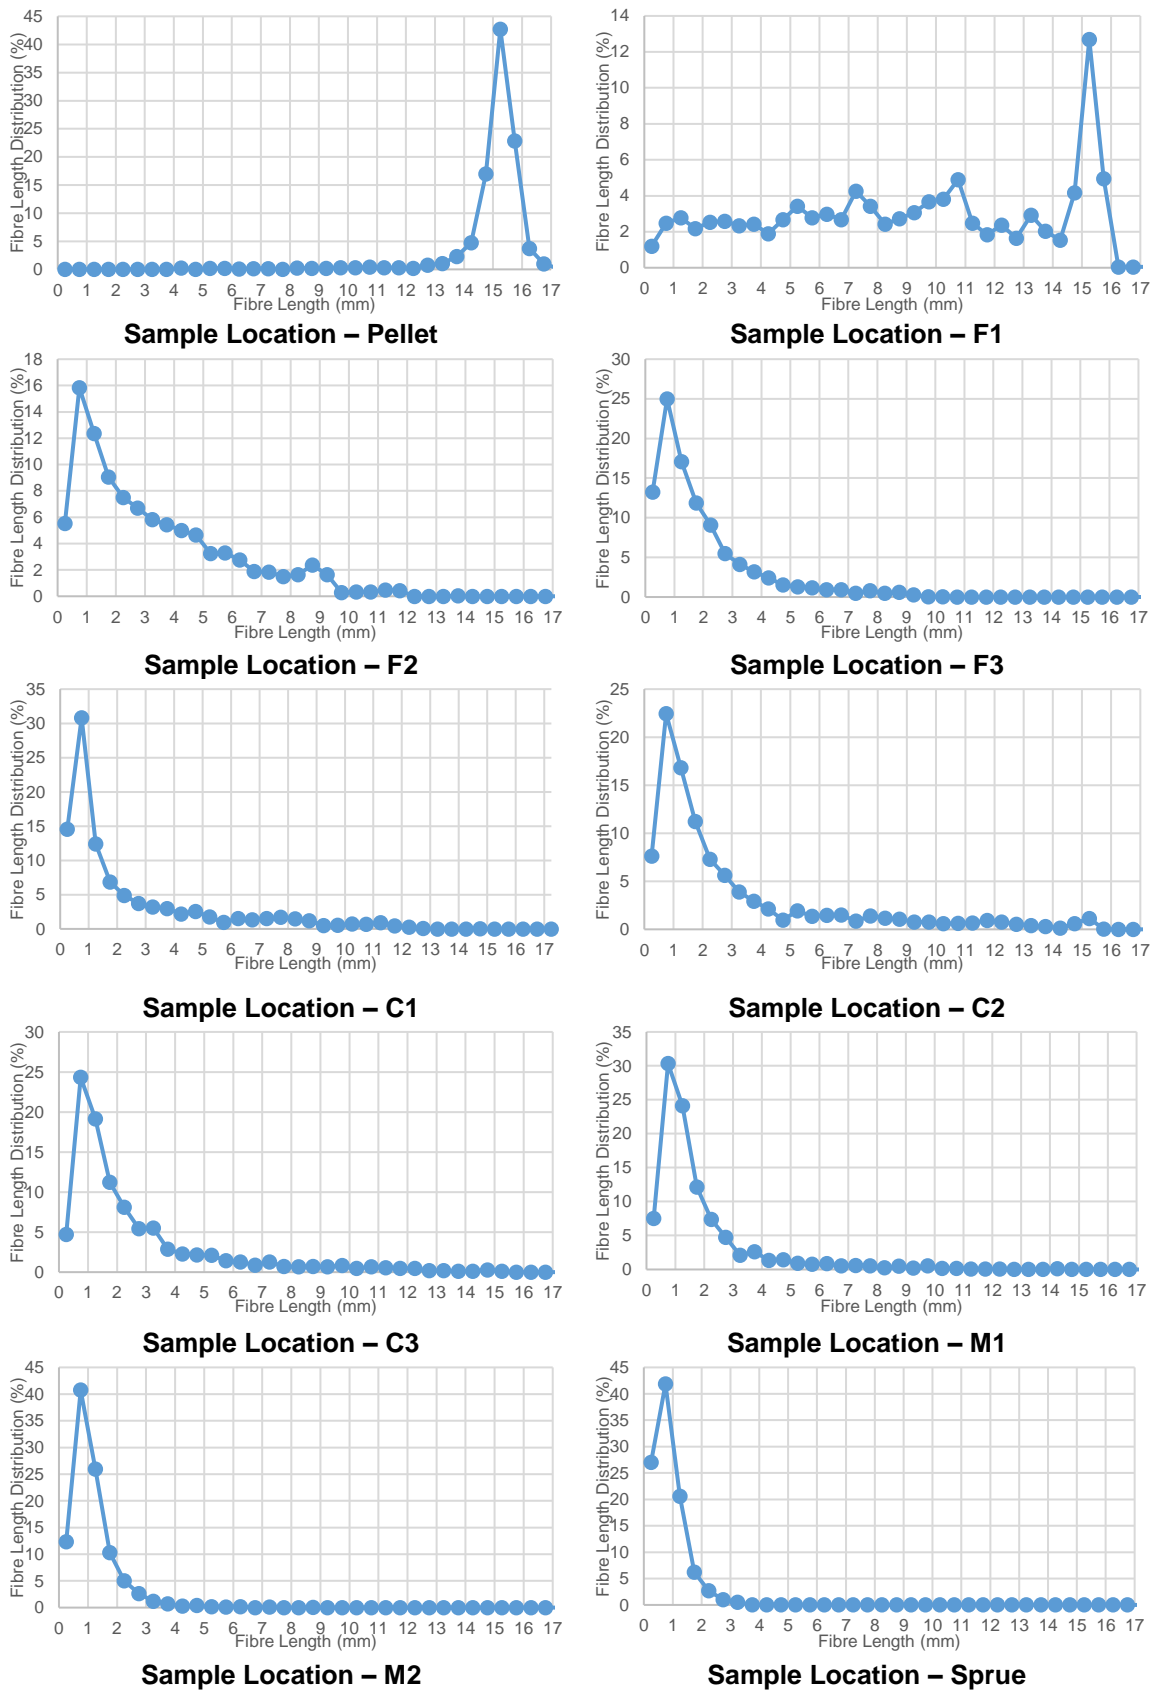 45
40
35
30
25
20
15
10
5
0
Fibre Length Distribution (%)
0 1 2 3 4 5 6 7 8 9 10 11 12 13 14 15 16 17
Fibre Length (mm)
Sample Location – Pellet
14
12
10
8
6
4
2
0
Fibre Length Distribution (%)
0 1 2 3 4 5 6 7 8 9 10 11 12 13 14 15 16 17
Fibre Length (mm)
Sample Location – F1
18
16
14
12
10
8
6
4
2
0
Fibre Length Distribution (%)
0 1 2 3 4 5 6 7 8 9 10 11 12 13 14 15 16 17
Fibre Length (mm)
Sample Location – F2
30
25
20
15
10
5
0
Fibre Length Distribution (%)
0 1 2 3 4 5 6 7 8 9 10 11 12 13 14 15 16 17
Fibre Length (mm)
Sample Location – F3
35
30
25
20
15
10
5
0
Fibre Length Distribution (%)
0 1 2 3 4 5 6 7 8 9 10 11 12 13 14 15 16 17
Fibre Length (mm)
Sample Location – C1
25
20
15
10
5
0
Fibre Length Distribution (%)
0 1 2 3 4 5 6 7 8 9 10 11 12 13 14 15 16 17
Fibre Length (mm)
Sample Location – C2
30
25
20
15
10
5
0
Fibre Length Distribution (%)
0 1 2 3 4 5 6 7 8 9 10 11 12 13 14 15 16 17
Fibre Length (mm)
Sample Location – C3
35
30
25
20
15
10
5
0
Fibre Length Distribution (%)
0 1 2 3 4 5 6 7 8 9 10 11 12 13 14 15 16 17
Fibre Length (mm)
Sample Location – M1
45
40
35
30
25
20
15
10
5
0
Fibre Length Distribution (%)
0 1 2 3 4 5 6 7 8 9 10 11 12 13 14 15 16 17
Fibre Length (mm)
Sample Location – M2
45
40
35
30
25
20
15
10
5
0
Fibre Length Distribution (%)
0 1 2 3 4 5 6 7 8 9 10 11 12 13 14 15 16 17
Fibre Length (mm)
Sample Location – Sprue